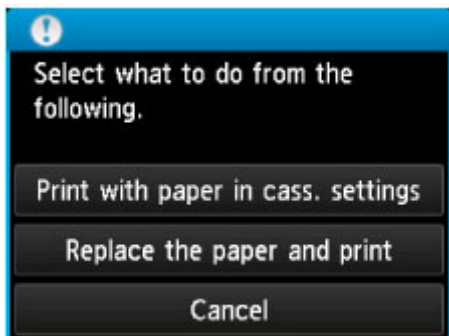 Select what to do from the
following.
Print with paper in cass. settings
Replace the paper and print
Cancel